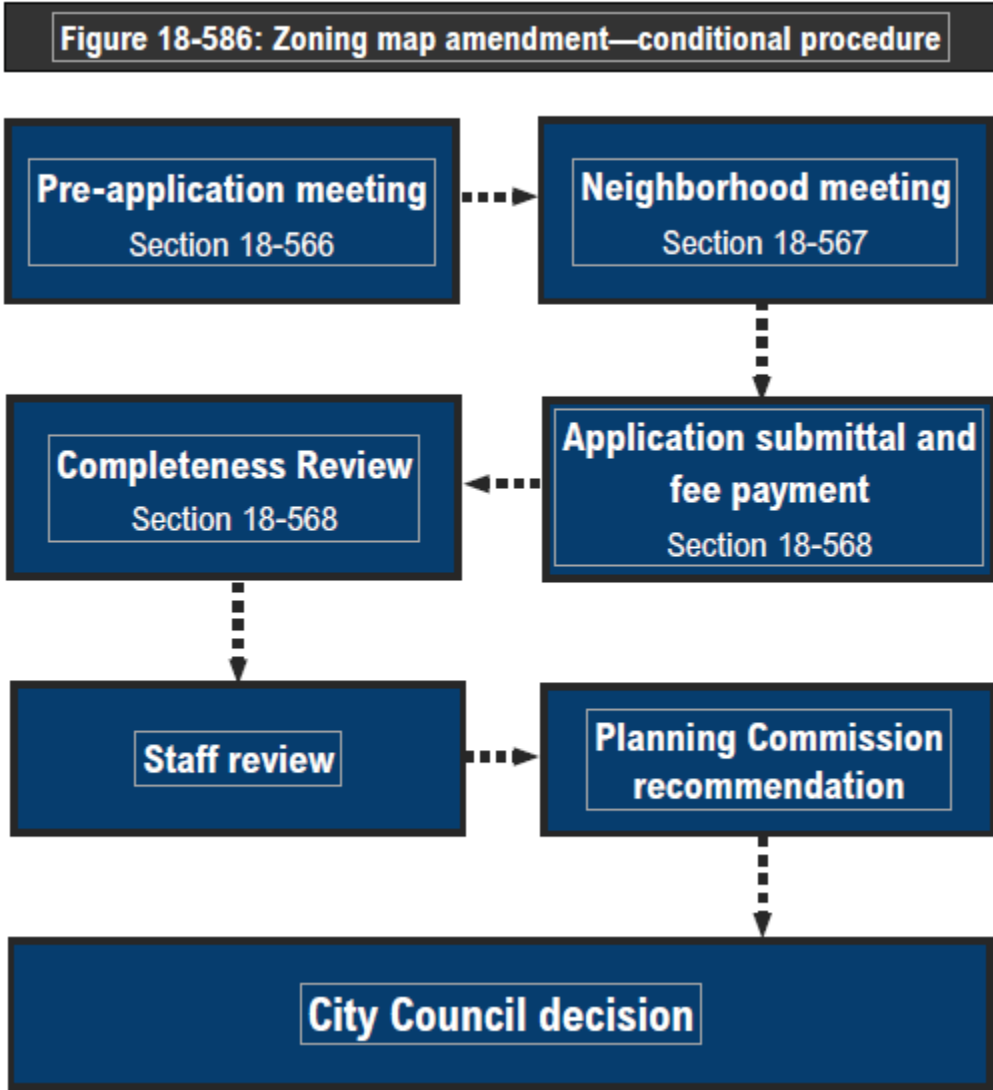 Figure 18-586: Zoning map amendment—conditional procedure
Pre-application meeting
Section 18-566
Neighborhood meeting
Section 18-567
Application submittal and
fee payment
Section 18-568
Completeness Review
Section 18-568
Staff review
Planning Commission
recommendation
City Council decision